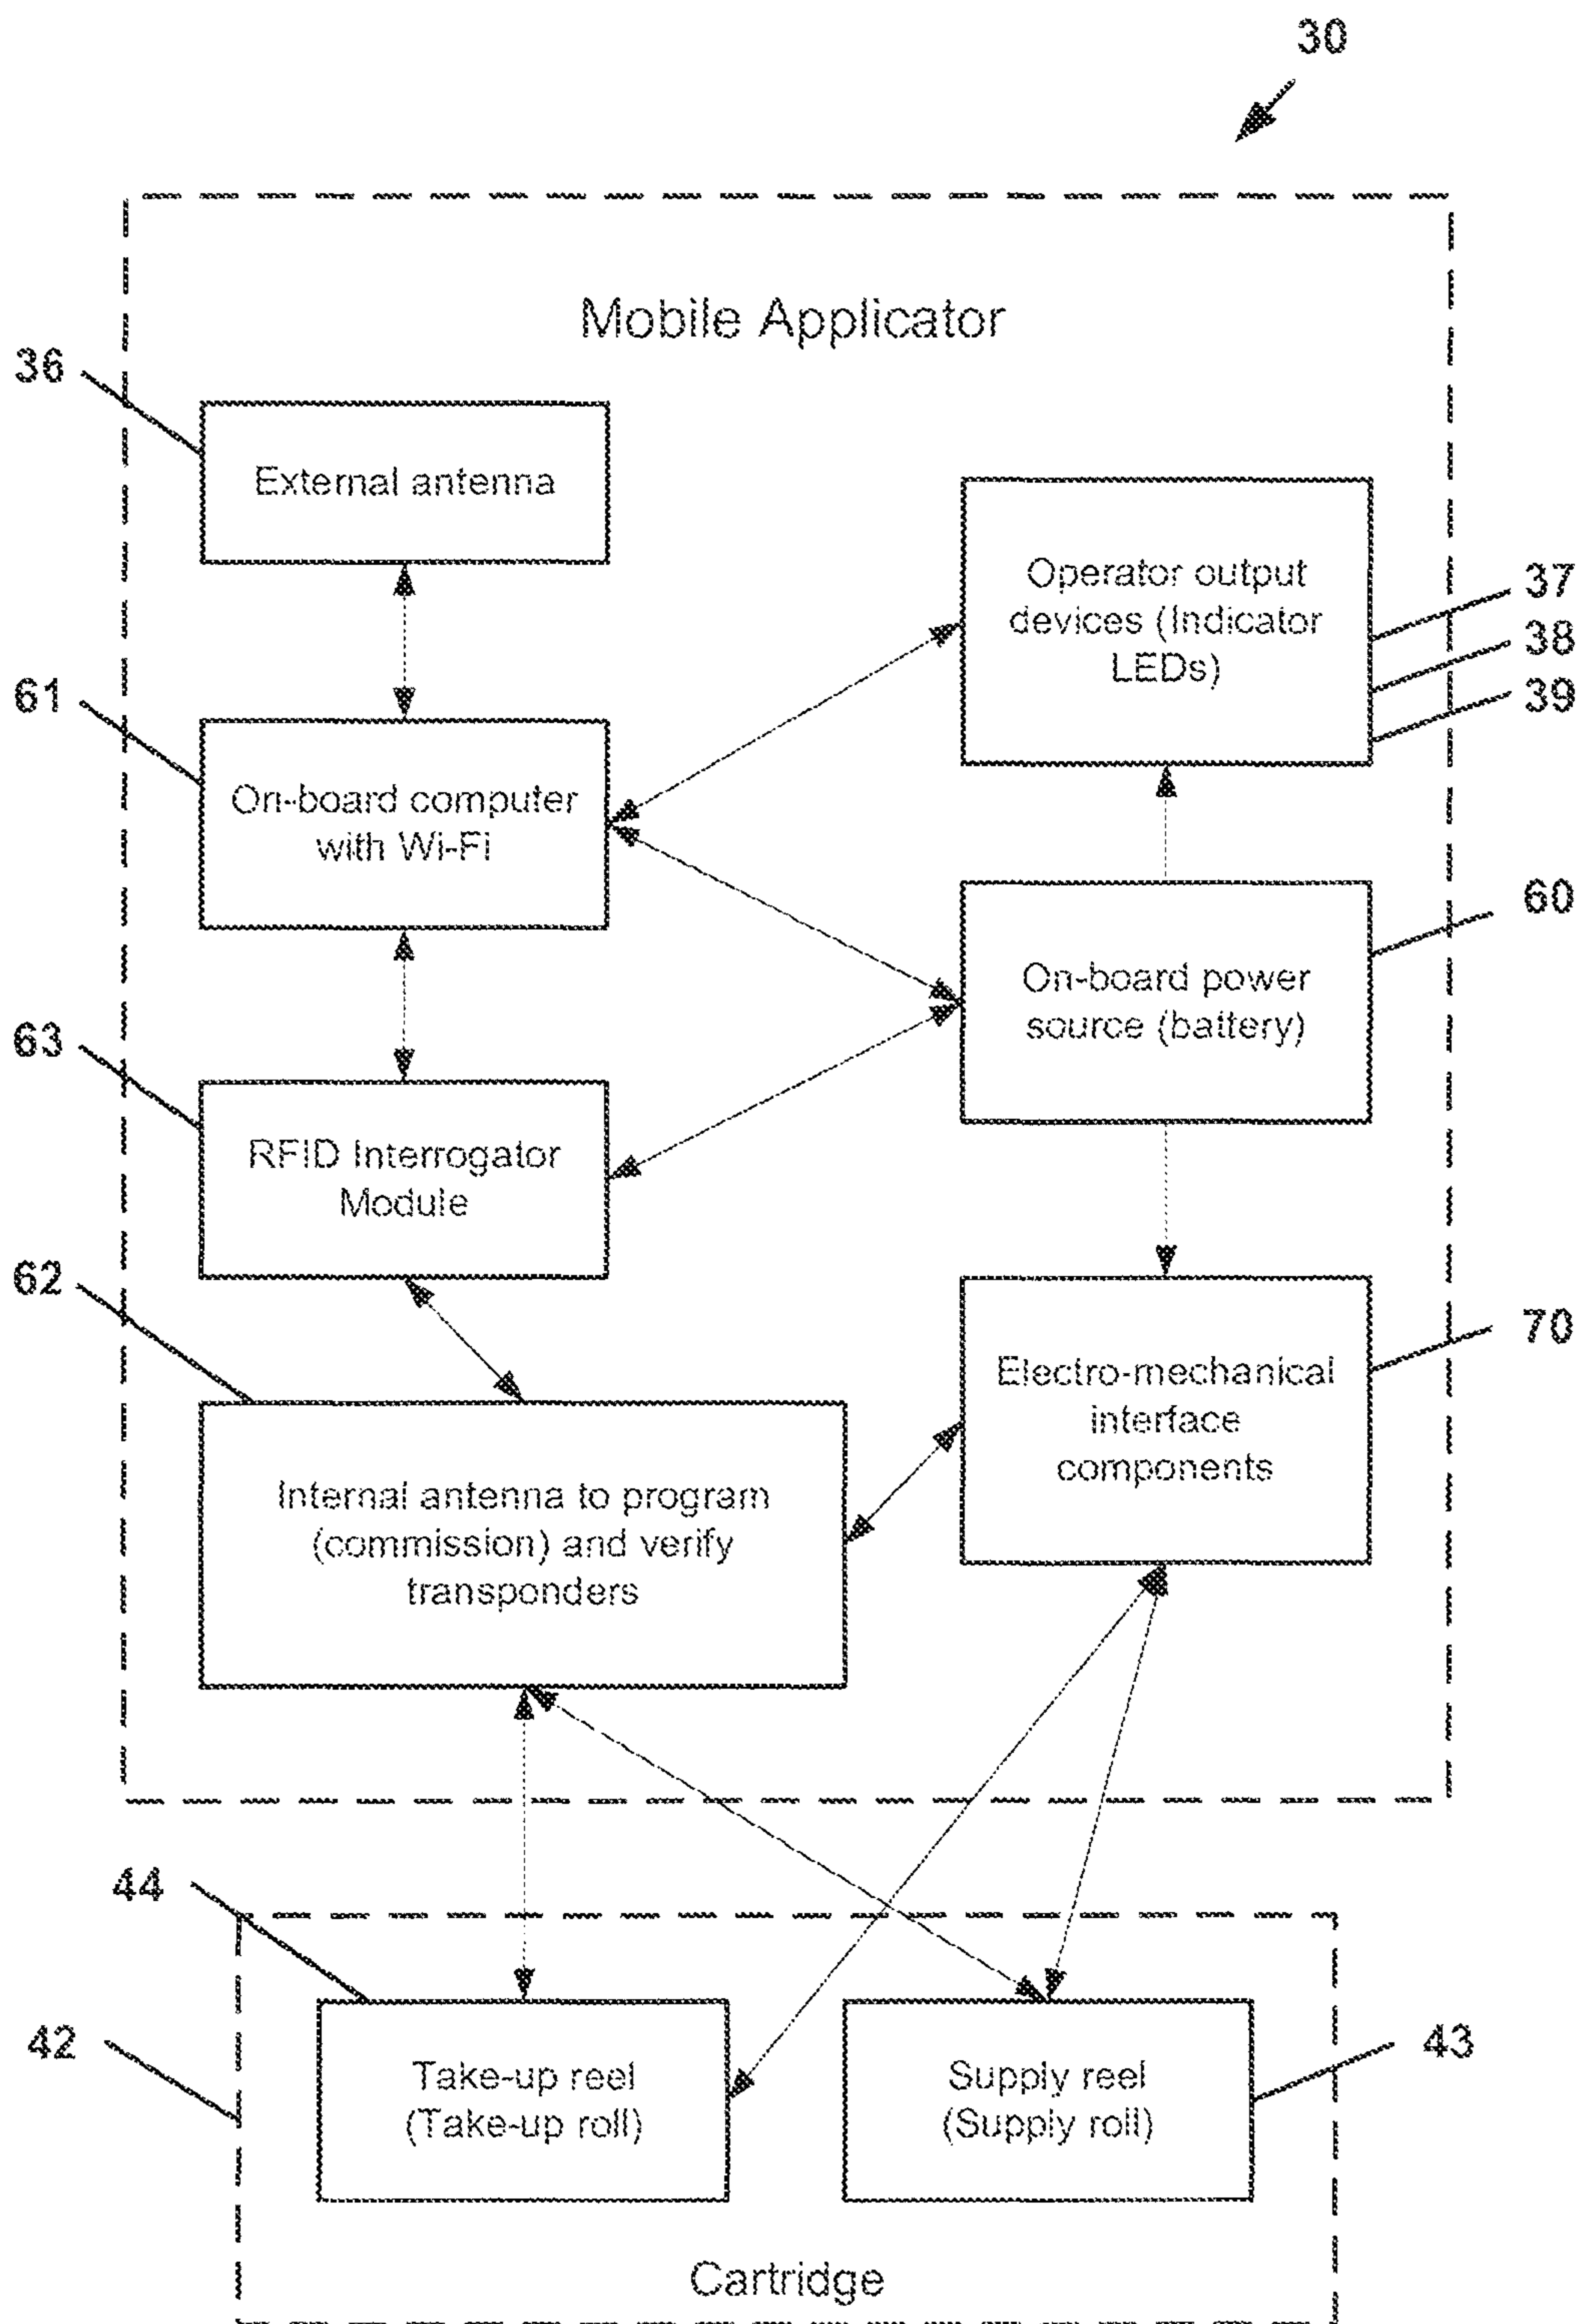 30
Mobile Applicator
36
External antenna
Operator output
devices (Indicator
LEDs)
37
38
39
61
On-board computer
with Wi-Fi
60
On-board power
source (battery)
63
RFID Interrogator
Module
62
70
Electro-mechanical
interface
components
Internal antenna to program
(commission) and verify
transponders
44
42
Take-up reel
(Take-up roll)
Supply reel
(Supply roll)
43
Cartridge